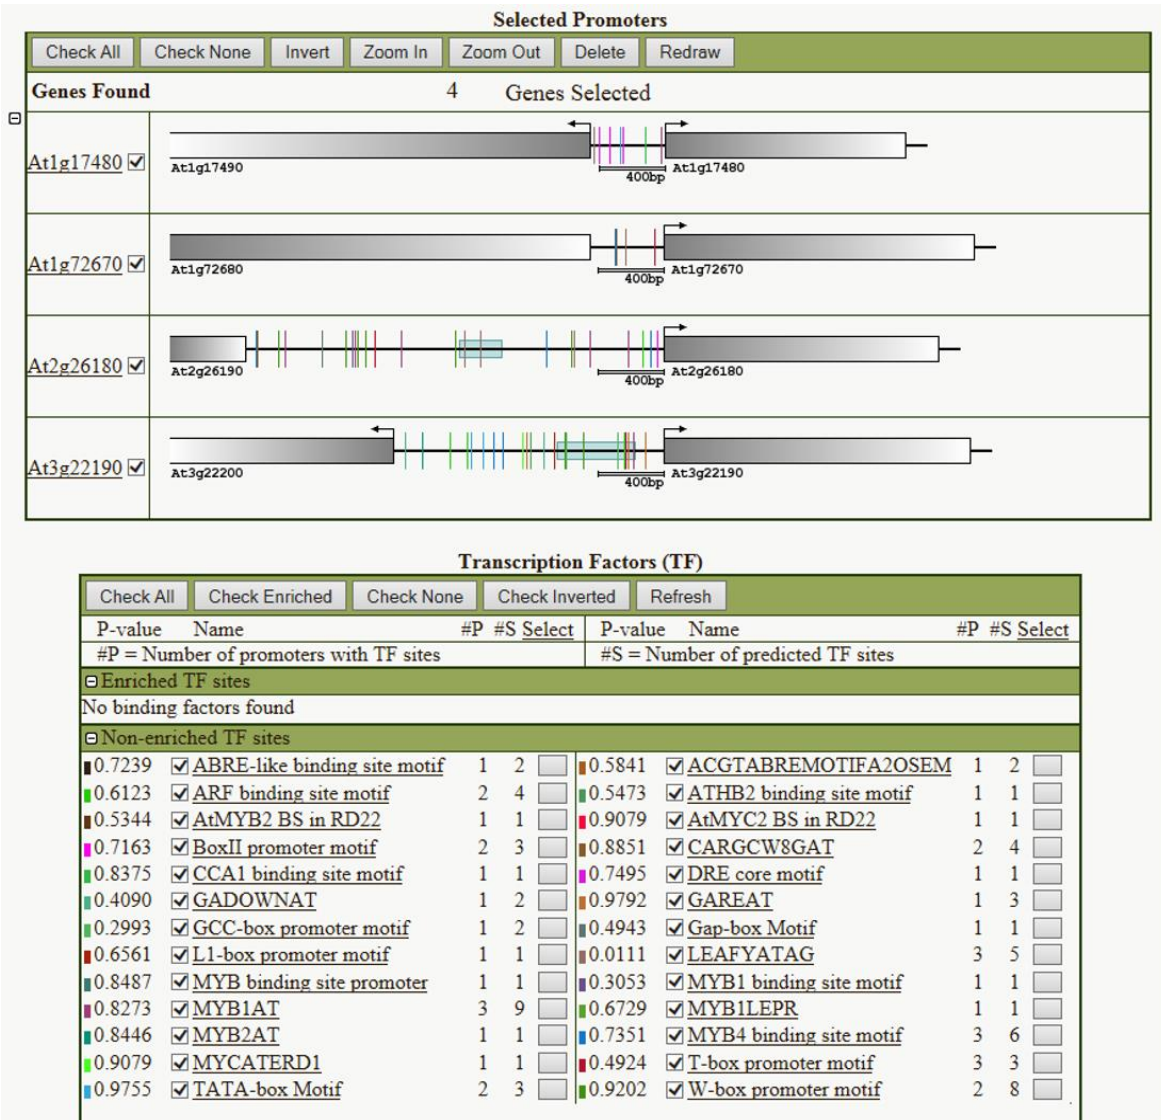 Selected Promoters
Check All Check None Invert Zoom In Zoom Out Delete Redraw
Genes Found 4 Genes Selected
At1g17480
At1g17490 400bp At1g17480
At1g72670
At1g72680 400bp At1g72670
At2g26180
At2g26190 400bp At2g26180
At3g22190
At3g22200 400bp At3g22190
Transcription Factors (TF)
Check All Check Enriched Check None Check Inverted Refresh
P-value Name #P #S Select P-value Name #P #S Select
#P = Number of promoters with TF sites #S = Number of predicted TF sites
Enriched TF sites
No binding factors found
Non-enriched TF sites
0.7239 ABRE-like binding site motif 1 2 0.5841 ACGTABREMOTIFA2OSEM 1 2
0.6123 ARF binding site motif 2 4 0.5473 ATHB2 binding site motif 1 1
0.5344 AtMYB2 BS in RD22 1 1 0.9079 AtMYC2 BS in RD22 1 1
0.7163 BoxII promoter motif 2 3 0.8851 CARGCW8GAT 2 4
0.8375 CCA1 binding site motif 1 1 0.7495 DRE core motif 1 1
0.4090 GADOWNAT 1 2 0.9792 GAREAT 1 3
0.2993 GCC-box promoter motif 1 2 0.4943 Gap-box Motif 1 1
0.6561 L1-box promoter motif 1 1 0.0111 LEAFYATAG 3 5
0.8487 MYB binding site promoter 1 1 0.3053 MYB1 binding site motif 1 1
0.8273 MYB1AT 3 9 0.6729 MYB1LEPR 1 1
0.8446 MYB2AT 1 1 0.7351 MYB4 binding site motif 3 6
0.9079 MYCATERD1 1 1 0.4924 T-box promoter motif 3 3
0.9755 TATA-box Motif 2 3 0.9202 W-box promoter motif 2 8